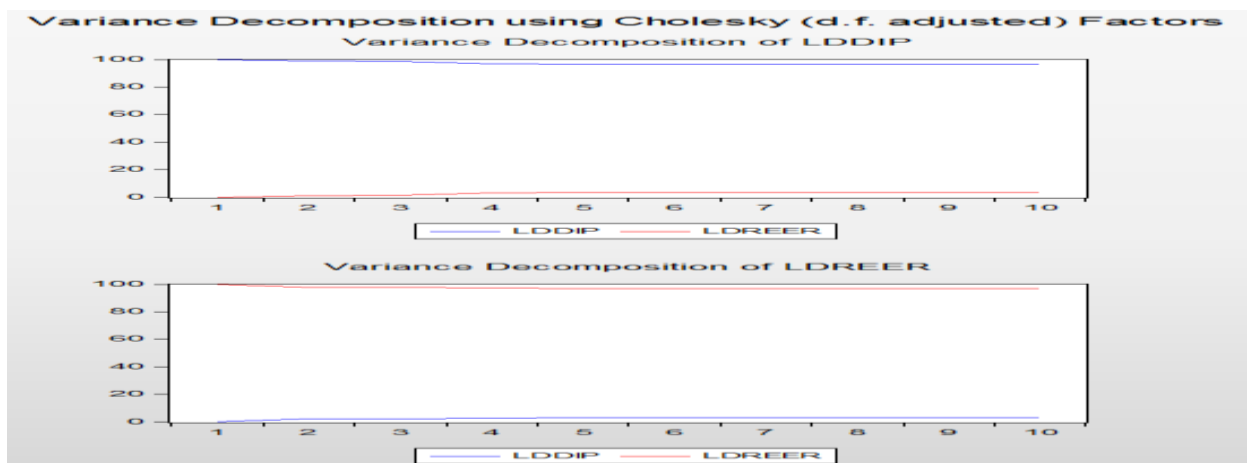 Variance Decomposition using Cholesky (d.f. adjusted) Factors
Variance Decomposition of LDDIP
100
80
60
40
20
0
1 2 3 4 5 6 7 8 9 10
LDDIP LDREER
Variance Decomposition of LDREER
100
80
60
40
20
0
1 2 3 4 5 6 7 8 9 10
LDDIP LDREER